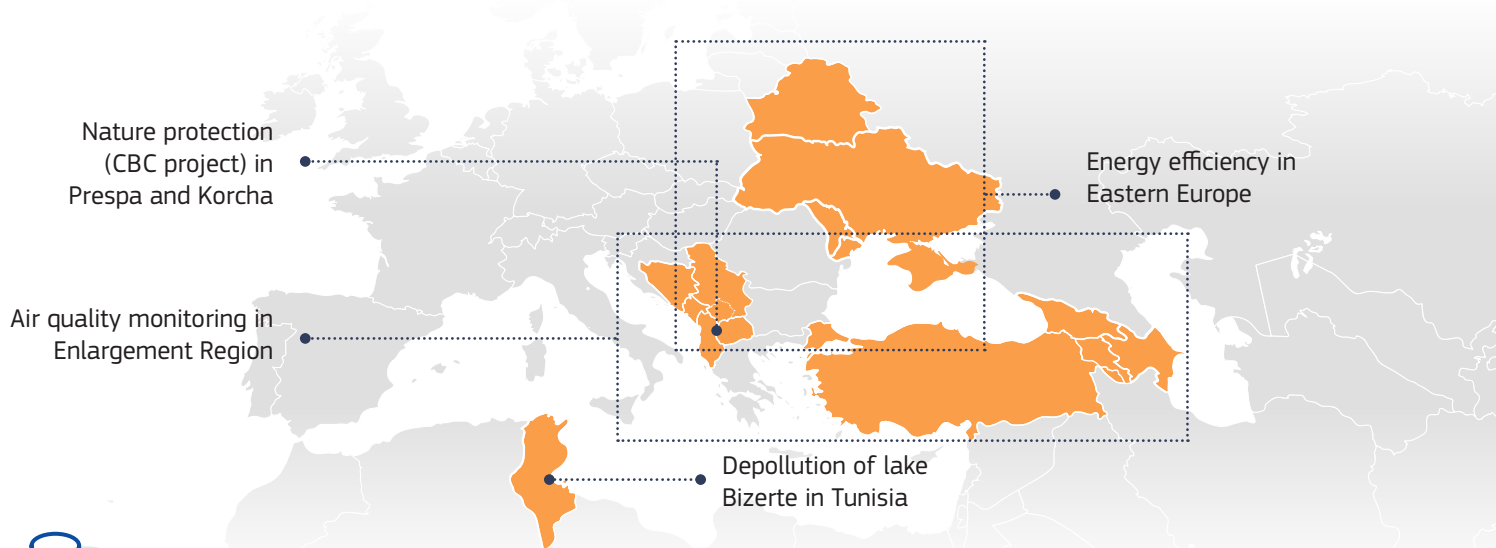 Nature protection
(CBC project) in
Prespa and Korcha
Energy efficiency in
Eastern Europe
Air quality monitoring in
Enlargement Region
Depollution of lake
Bizerte in Tunisia